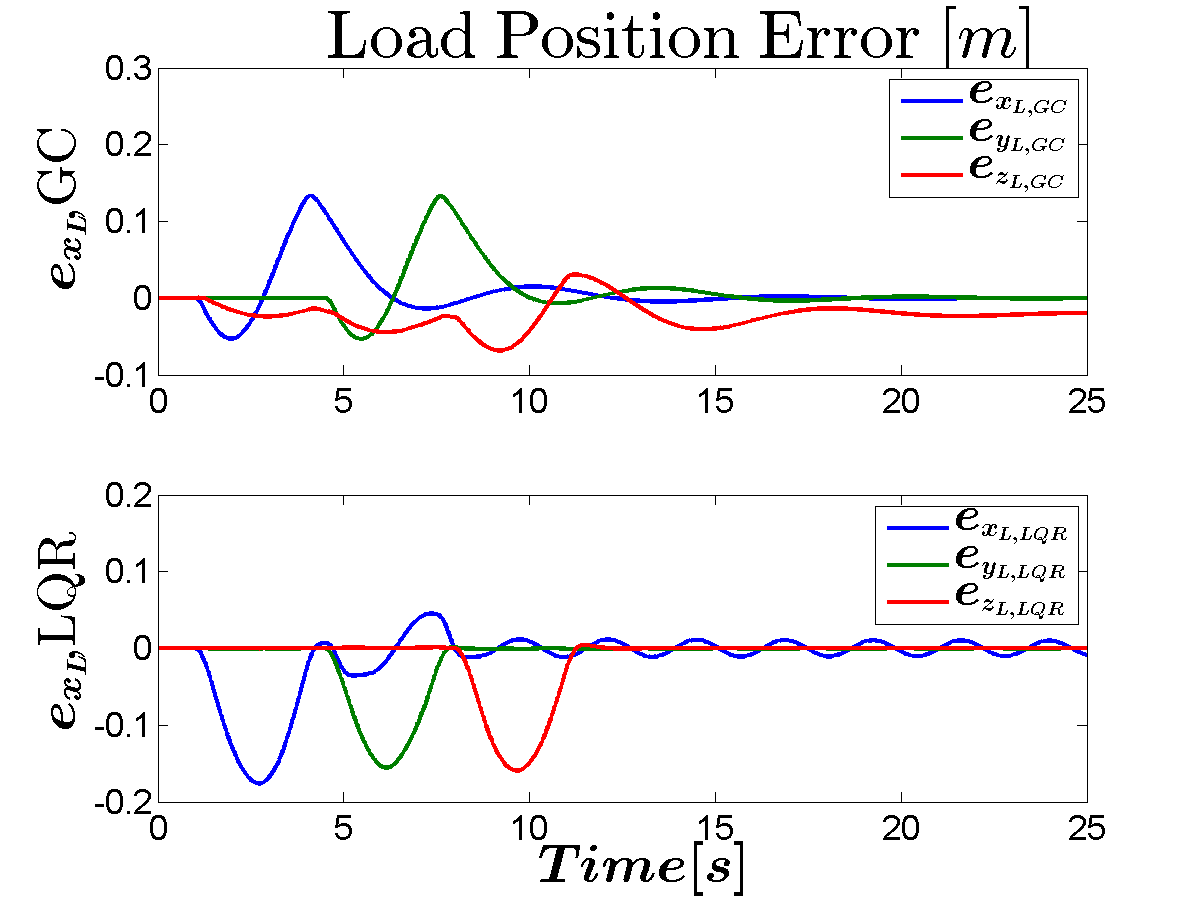 Load Position Error [m]
0.3
0.2
0.1
0
-0.1
e_{x_L},GC
e_{x_{L,GC}}
e_{y_{L,GC}}
e_{z_{L,GC}}
0 5 10 15 20 25
0.2
0.1
0
-0.1
-0.2
e_{x_L},LQR
e_{x_{L,LQR}}
e_{y_{L,LQR}}
e_{z_{L,LQR}}
0 5 10 15 20 25
Time[s]